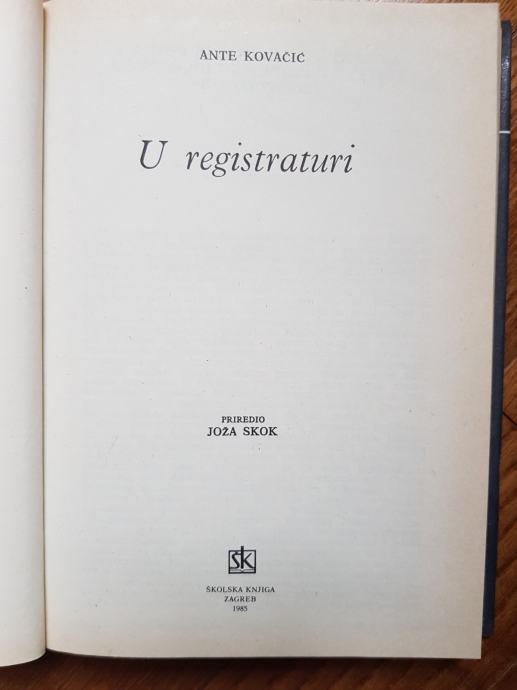 ANTE KOVAČIĆ
U registraturi
PRIREDIO
JOŽA SKOK
šk
ŠKOLSKA KNJIGA
ZAGREB
1985